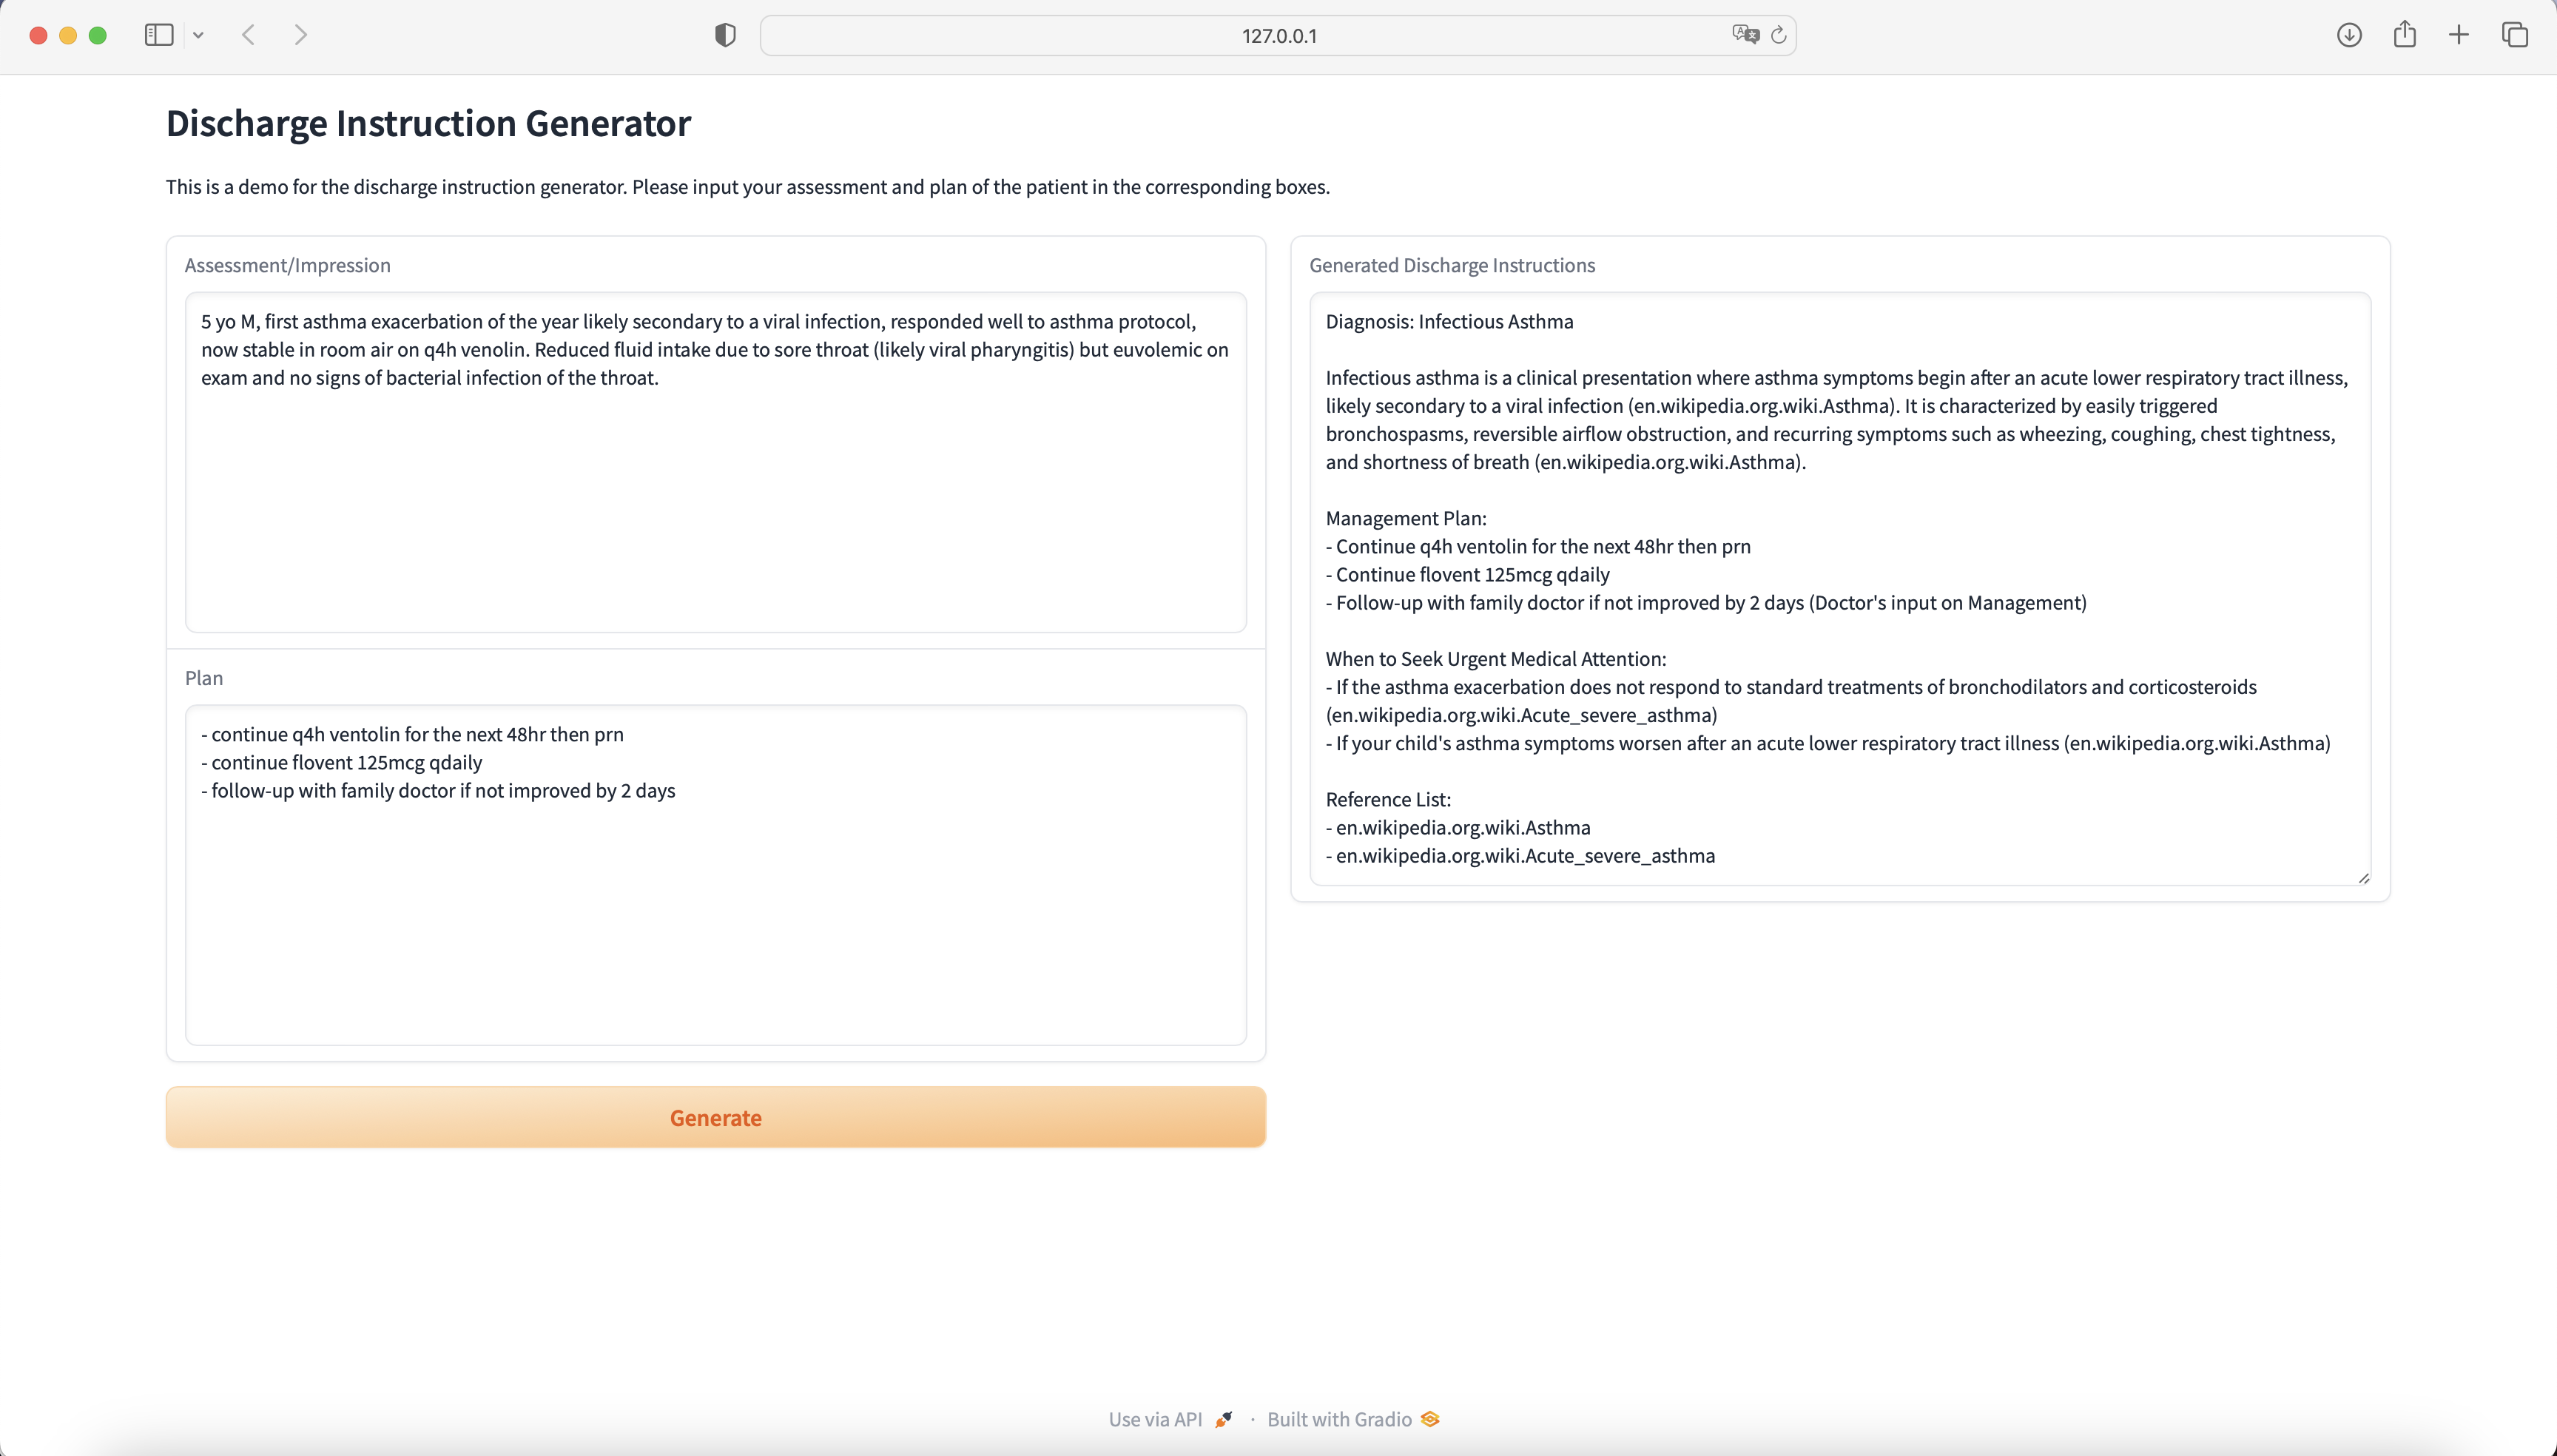 127.0.0.1
Discharge Instruction Generator
This is a demo for the discharge instruction generator. Please input your assessment and plan of the patient in the corresponding boxes.
Assessment/Impression
5 yo M, first asthma exacerbation of the year likely secondary to a viral infection, responded well to asthma protocol,
now stable in room air on q4h venolin. Reduced fluid intake due to sore throat (likely viral pharyngitis) but euvolemic on
exam and no signs of bacterial infection of the throat.
Plan
- continue q4h ventolin for the next 48hr then prn
- continue flovent 125mcg qdaily
- follow-up with family doctor if not improved by 2 days
Generate
Generated Discharge Instructions
Diagnosis: Infectious Asthma
Infectious asthma is a clinical presentation where asthma symptoms begin after an acute lower respiratory tract illness,
likely secondary to a viral infection (en.wikipedia.org.wiki.Asthma). It is characterized by easily triggered
bronchospasms, reversible airflow obstruction, and recurring symptoms such as wheezing, coughing, chest tightness,
and shortness of breath (en.wikipedia.org.wiki.Asthma).
Management Plan:
- Continue q4h ventolin for the next 48hr then prn
- Continue flovent 125mcg qdaily
- Follow-up with family doctor if not improved by 2 days (Doctor's input on Management)
When to Seek Urgent Medical Attention:
- If the asthma exacerbation does not respond to standard treatments of bronchodilators and corticosteroids
(en.wikipedia.org.wiki.Acute_severe_asthma)
- If your child's asthma symptoms worsen after an acute lower respiratory tract illness (en.wikipedia.org.wiki.Asthma)
Reference List:
- en.wikipedia.org.wiki.Asthma
- en.wikipedia.org.wiki.Acute_severe_asthma
Use via API · Built with Gradio